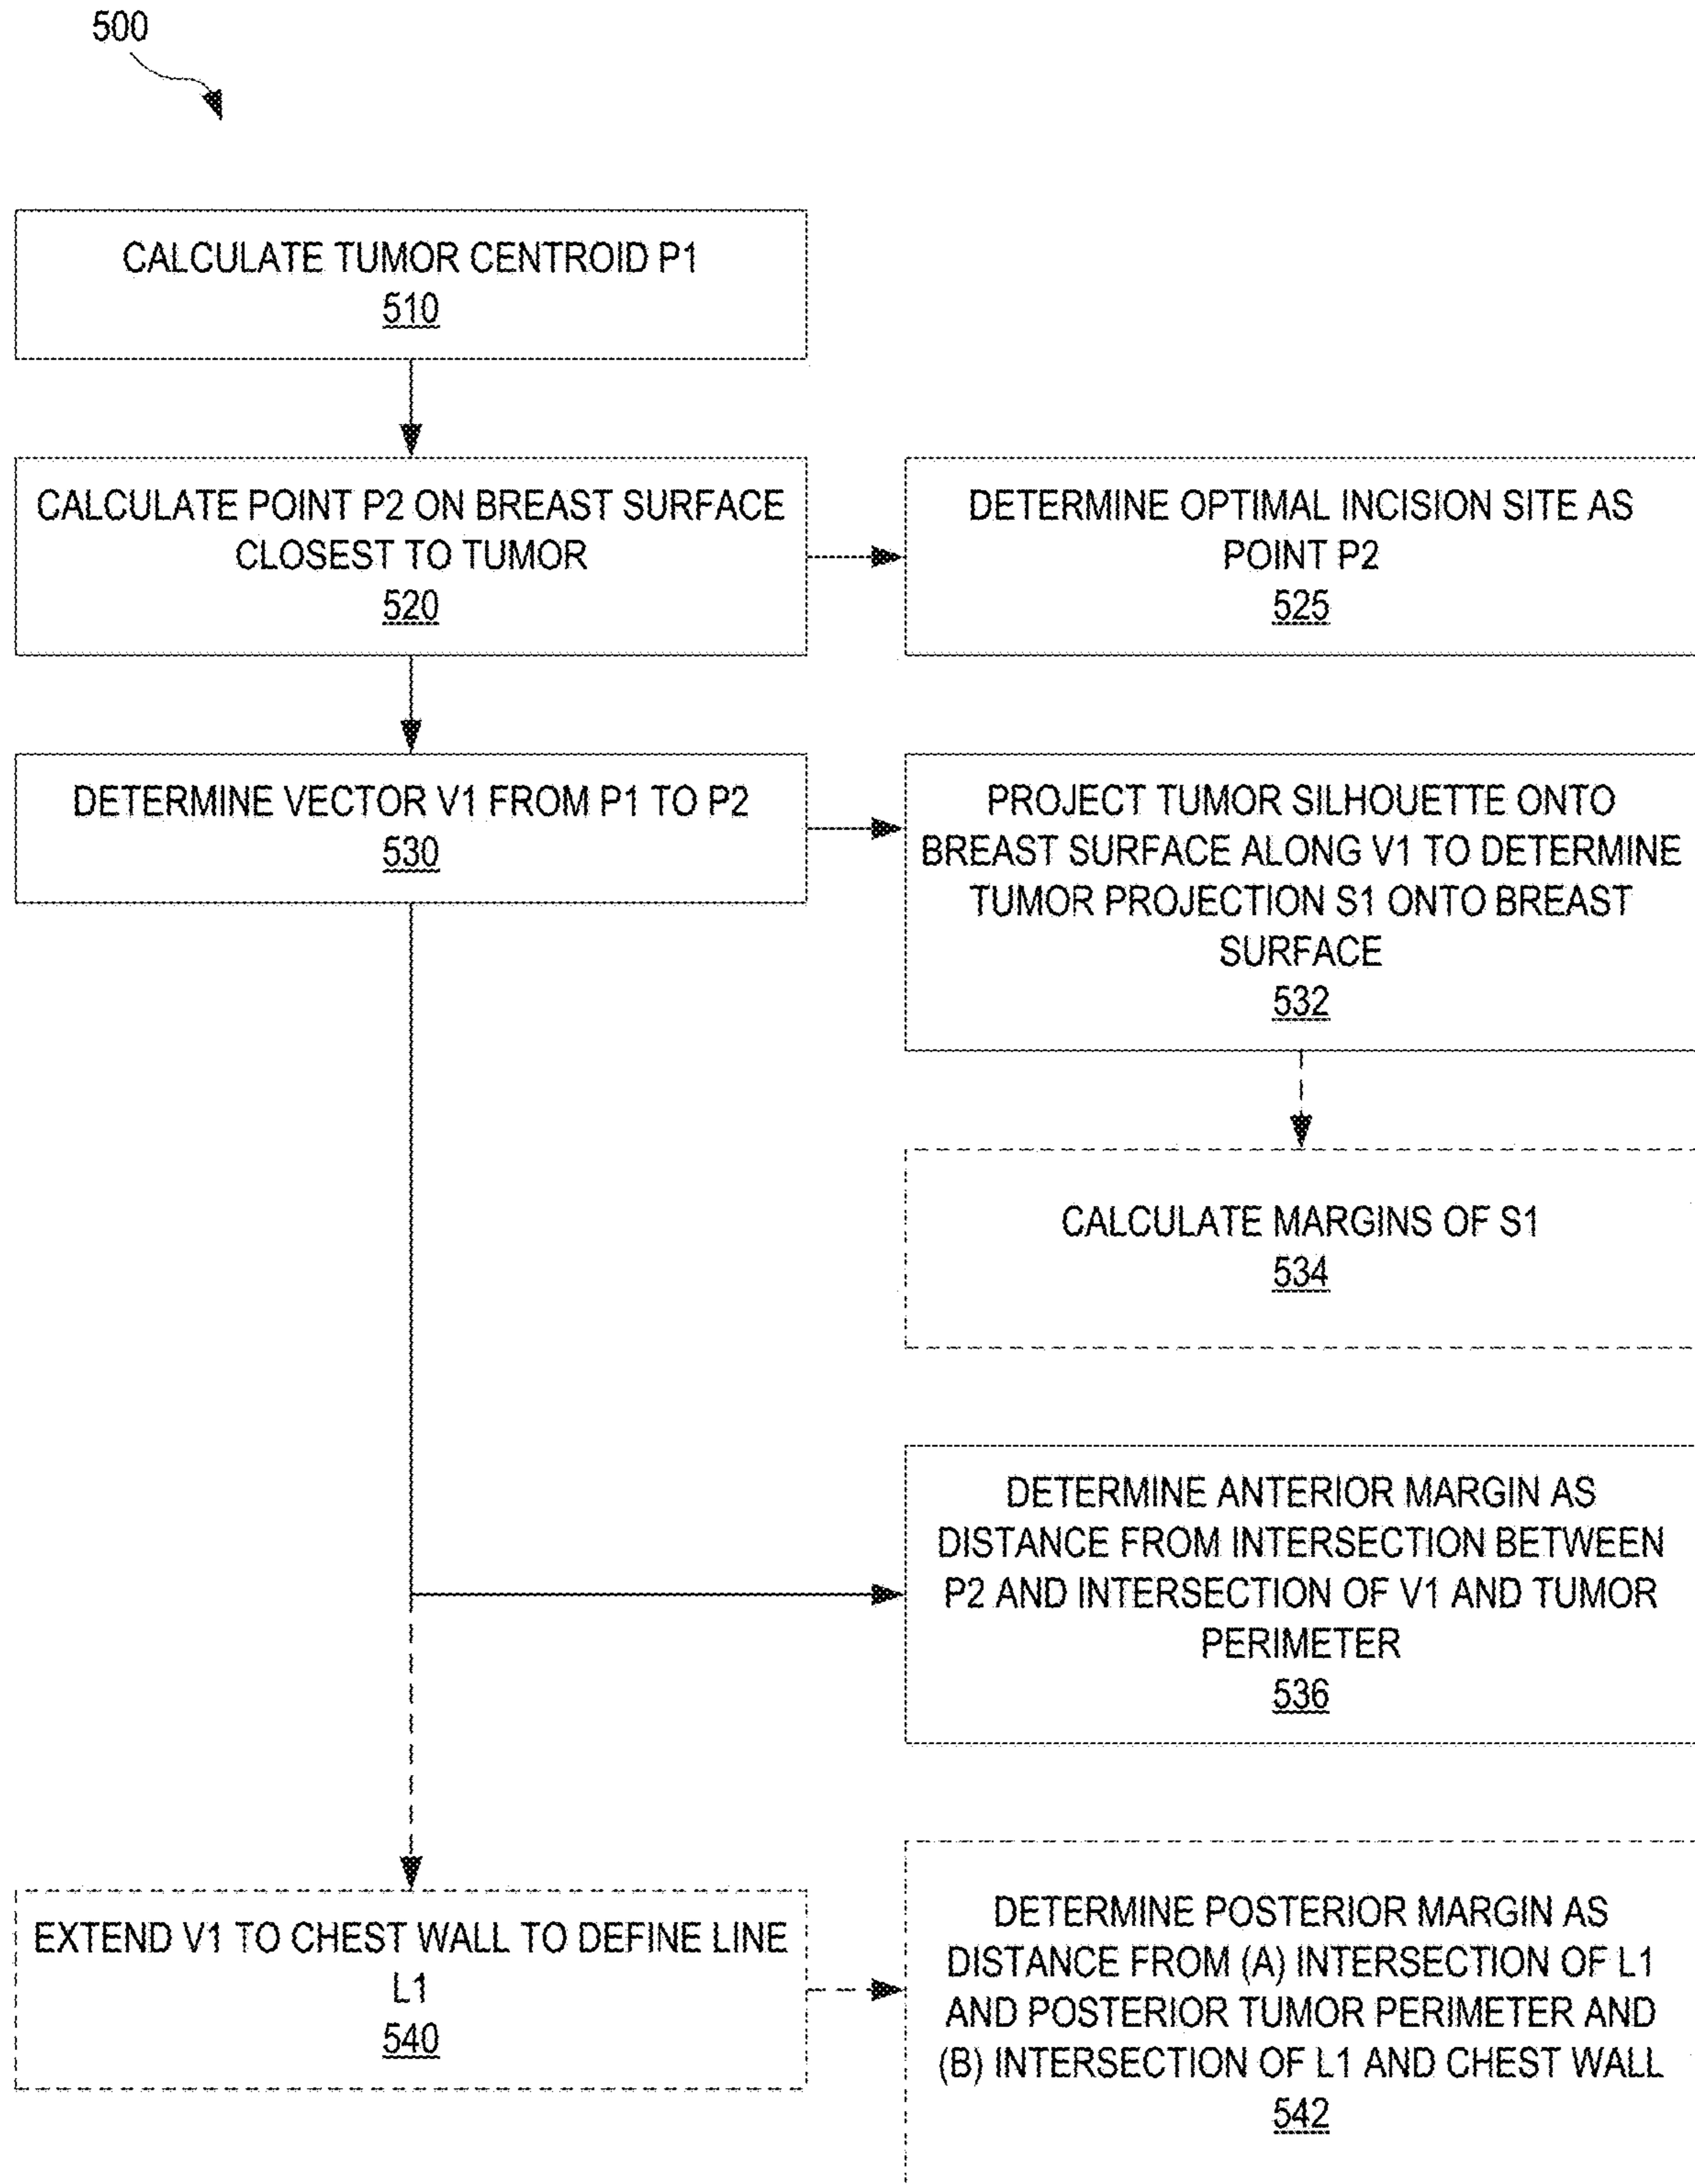 500
CALCULATE TUMOR CENTROID P1
510
CALCULATE POINT P2 ON BREAST SURFACE
CLOSEST TO TUMOR
520
DETERMINE OPTIMAL INCISION SITE AS
POINT P2
525
DETERMINE VECTOR V1 FROM P1 TO P2
530
PROJECT TUMOR SILHOUETTE ONTO
BREAST SURFACE ALONG V1 TO DETERMINE
TUMOR PROJECTION S1 ONTO BREAST
SURFACE
532
CALCULATE MARGINS OF S1
534
DETERMINE ANTERIOR MARGIN AS
DISTANCE FROM INTERSECTION BETWEEN
P2 AND INTERSECTION OF V1 AND TUMOR
PERIMETER
536
EXTEND V1 TO CHEST WALL TO DEFINE LINE
L1
540
DETERMINE POSTERIOR MARGIN AS
DISTANCE FROM (A) INTERSECTION OF L1
AND POSTERIOR TUMOR PERIMETER AND
(B) INTERSECTION OF L1 AND CHEST WALL
542